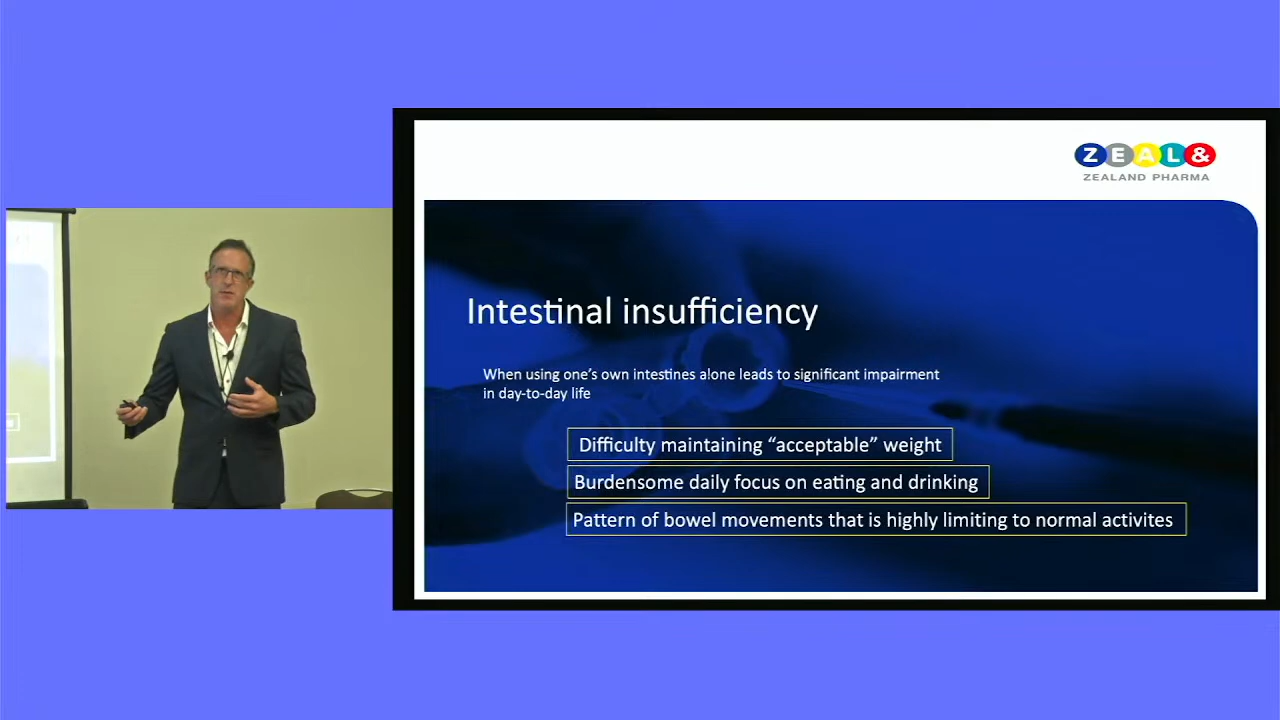 ZEAL&
ZEALAND PHARMA
Intestinal insufficiency
When using one's own intestines alone leads to significant impairment
in day-to-day life
Difficulty maintaining “acceptable” weight
Burdensome daily focus on eating and drinking
Pattern of bowel movements that is highly limiting to normal activites